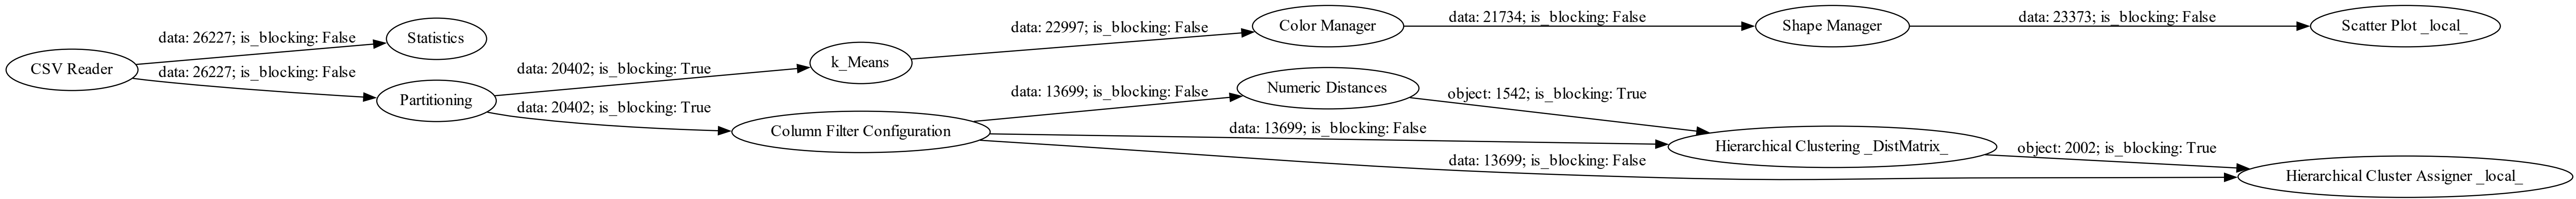 CSV Reader
data: 26227; is_blocking: False
Statistics
data: 26227; is_blocking: False
Partitioning
data: 20402; is_blocking: True
k_Means
data: 22997; is_blocking: False
Color Manager
data: 21734; is_blocking: False
Shape Manager
data: 23373; is_blocking: False
Scatter Plot _local_
data: 20402; is_blocking: True
Column Filter Configuration
data: 13699; is_blocking: False
Numeric Distances
object: 1542; is_blocking: True
data: 13699; is_blocking: False
Hierarchical Clustering _DistMatrix_
object: 2002; is_blocking: True
data: 13699; is_blocking: False
Hierarchical Cluster Assigner _local_